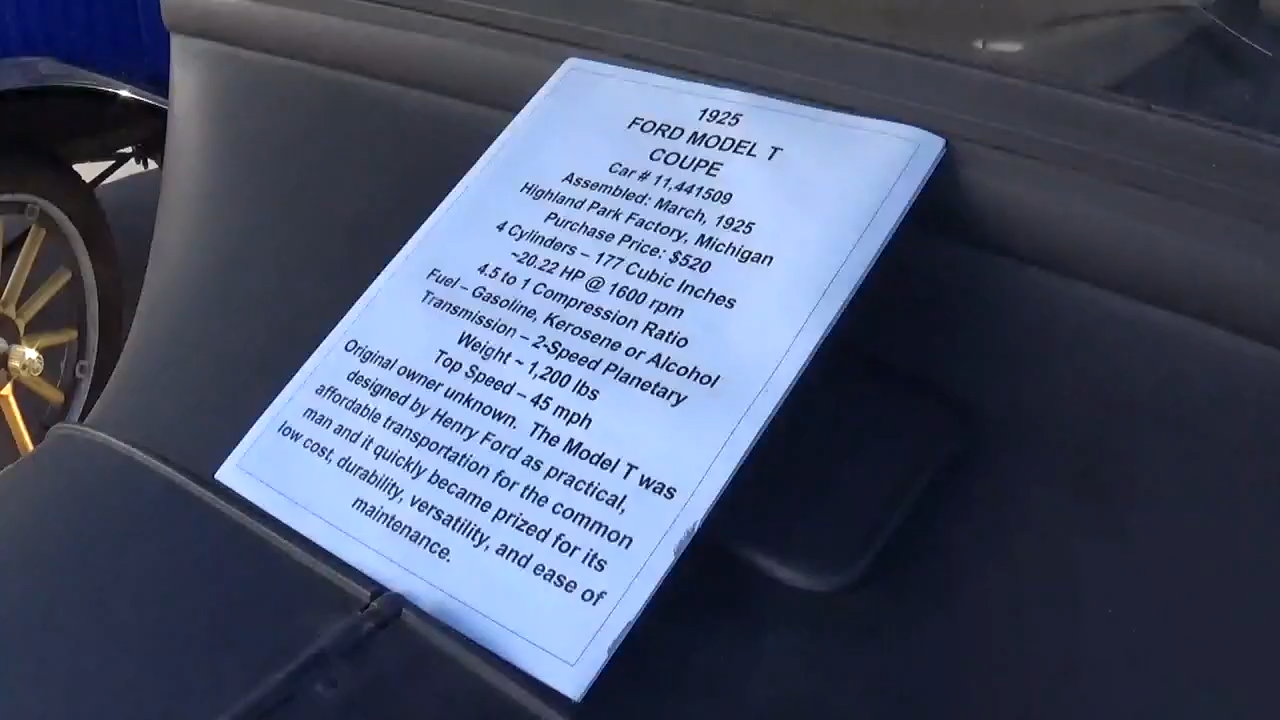 1925
FORD MODEL T
COUPE
Car # 11,441509
Assembled: March, 1925
Highland Park Factory, Michigan
Purchase Price: $520
4 Cylinders – 177 Cubic Inches
~20.22 HP @ 1600 rpm
4.5 to 1 Compression Ratio
Fuel – Gasoline, Kerosene or Alcohol
Transmission – 2-Speed Planetary
Weight ~ 1,200 lbs
Top Speed – 45 mph
Original owner unknown. The Model T was
designed by Henry Ford as practical,
affordable transportation for the common
man and it quickly became prized for its
low cost, durability, versatility, and ease of
maintenance.